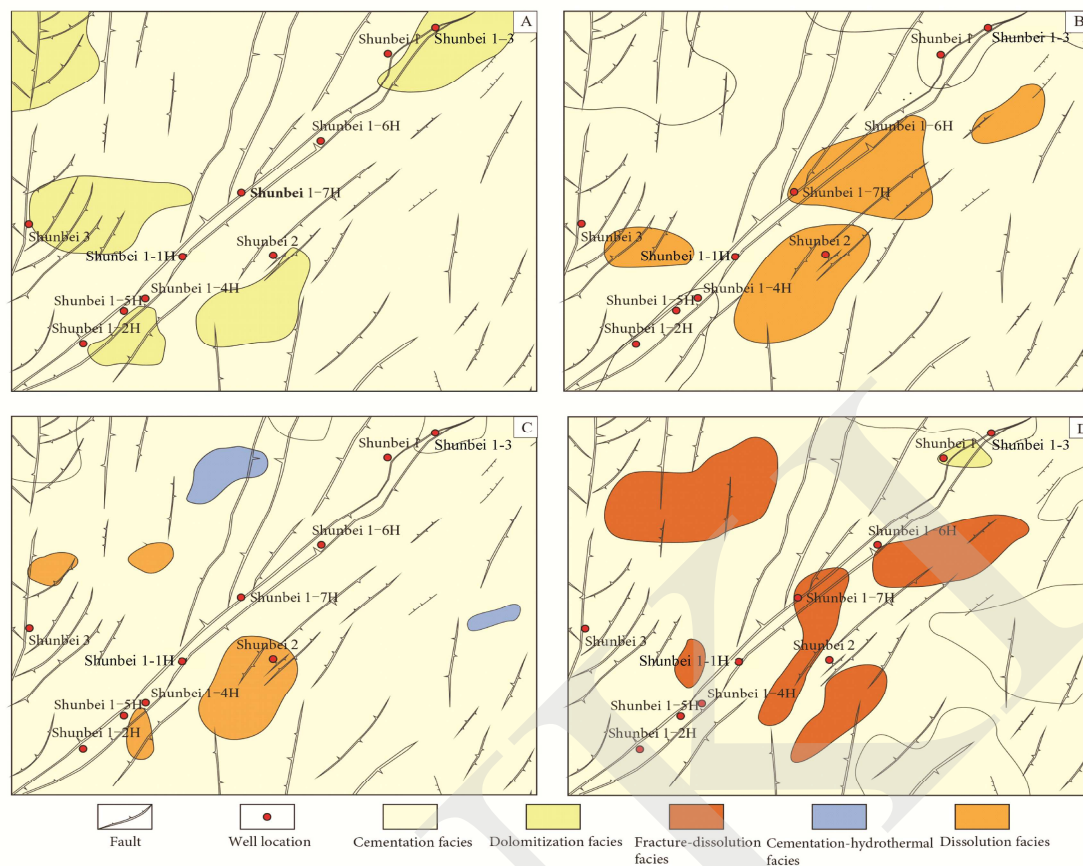 A
Shunbei 1
Shunbei 1-3
Shunbei 1-6H
Shunbei 1-7H
Shunbei 3
Shunbei 2
Shunbei 1-1H
Shunbei 1-4H
Shunbei 1-5H
Shunbei 1-2H
B
Shunbei 1
Shunbei 1-3
Shunbei 1-6H
Shunbei 1-7H
Shunbei 3
Shunbei 2
Shunbei 1-1H
Shunbei 1-4H
Shunbei 1-5H
Shunbei 1-2H
C
Shunbei 1
Shunbei 1-3
Shunbei 1-6H
Shunbei 1-7H
Shunbei 3
Shunbei 2
Shunbei 1-1H
Shunbei 1-4H
Shunbei 1-5H
Shunbei 1-2H
D
Shunbei 1
Shunbei 1-3
Shunbei 1-6H
Shunbei 1-7H
Shunbei 3
Shunbei 2
Shunbei 1-1H
Shunbei 1-4H
Shunbei 1-5H
Shunbei 1-2H
Fault
Well location
Cementation facies
Dolomitization facies
Fracture-dissolution
facies
Cementation-hydrothermal
facies
Dissolution facies